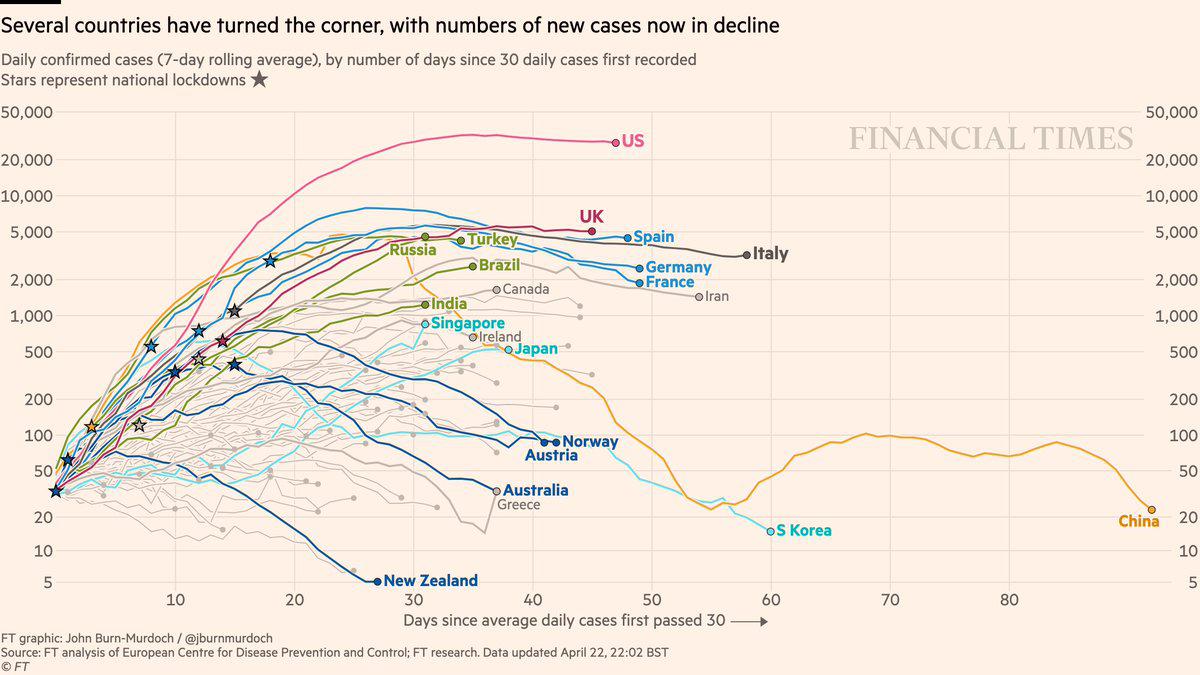 Several countries have turned the corner, with numbers of new cases now in decline
Daily confirmed cases (7-day rolling average), by number of days since 30 daily cases first recorded
Stars represent national lockdowns ★
50,000
20,000
10,000
5,000
2,000
1,000
500
200
100
50
20
10
5
50,000
20,000
10,000
5,000
2,000
1,000
500
200
100
50
20
10
5
FINANCIAL TIMES
US
UK
Spain
Italy
Turkey
Russia
Germany
Brazil
France
Canada
Iran
India
Singapore
Ireland
Japan
Norway
Austria
Australia
Greece
China
S Korea
New Zealand
10 20 30 40 50 60 70 80
Days since average daily cases first passed 30 ⟶
FT graphic: John Burn-Murdoch / @jburnmurdoch
Source: FT analysis of European Centre for Disease Prevention and Control; FT research. Data updated April 22, 22:02 BST
© FT